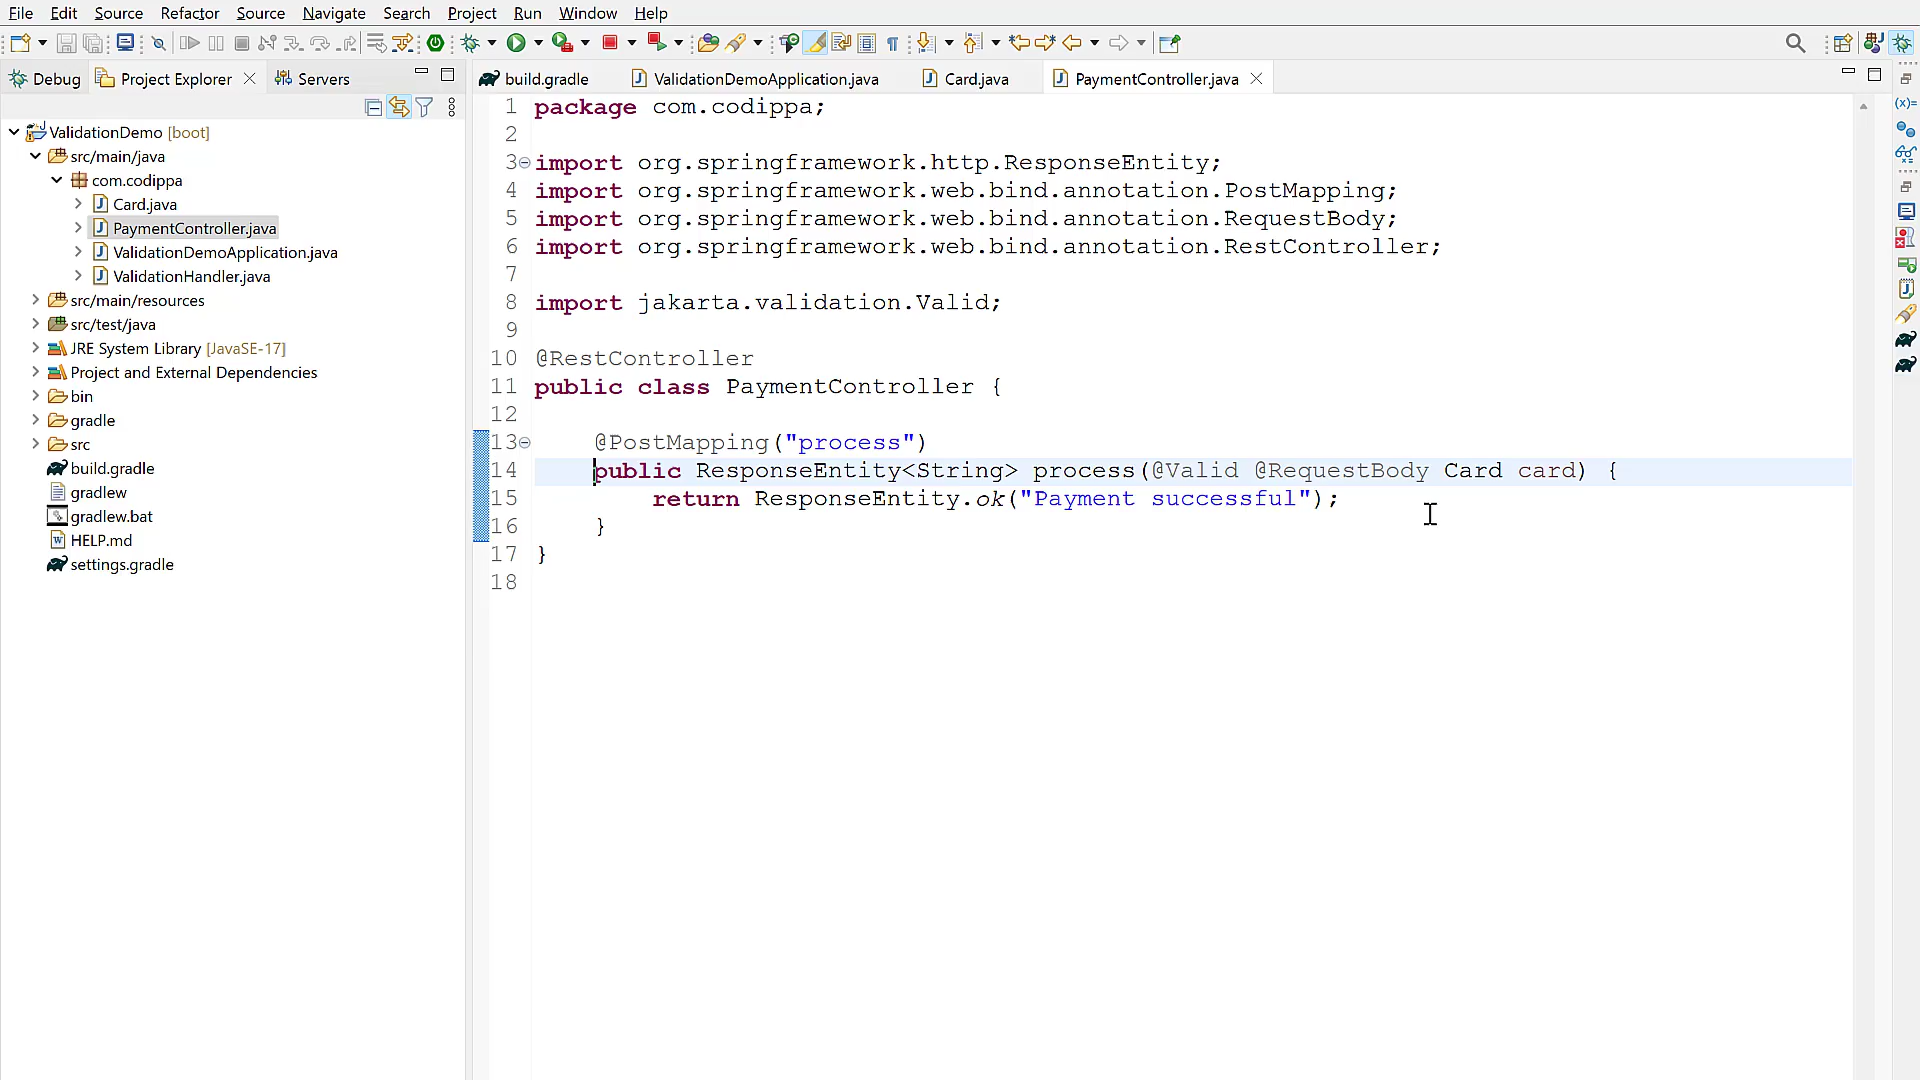 File Edit Source Refactor Source Navigate Search Project Run Window Help
Debug Project Explorer Servers
build.gradle ValidationDemoApplication.java Card.java PaymentController.java
ValidationDemo [boot]
src/main/java
com.codippa
Card.java
PaymentController.java
ValidationDemoApplication.java
ValidationHandler.java
src/main/resources
src/test/java
JRE System Library [JavaSE-17]
Project and External Dependencies
bin
gradle
src
build.gradle
gradlew
gradlew.bat
HELP.md
settings.gradle
1 package com.codippa;
2
3 import org.springframework.http.ResponseEntity;
4 import org.springframework.web.bind.annotation.PostMapping;
5 import org.springframework.web.bind.annotation.RequestBody;
6 import org.springframework.web.bind.annotation.RestController;
7
8 import jakarta.validation.Valid;
9
10 @RestController
11 public class PaymentController {
12
13 @PostMapping("process")
14 public ResponseEntity<String> process(@Valid @RequestBody Card card) {
15 return ResponseEntity.ok("Payment successful");
16 }
17 }
18